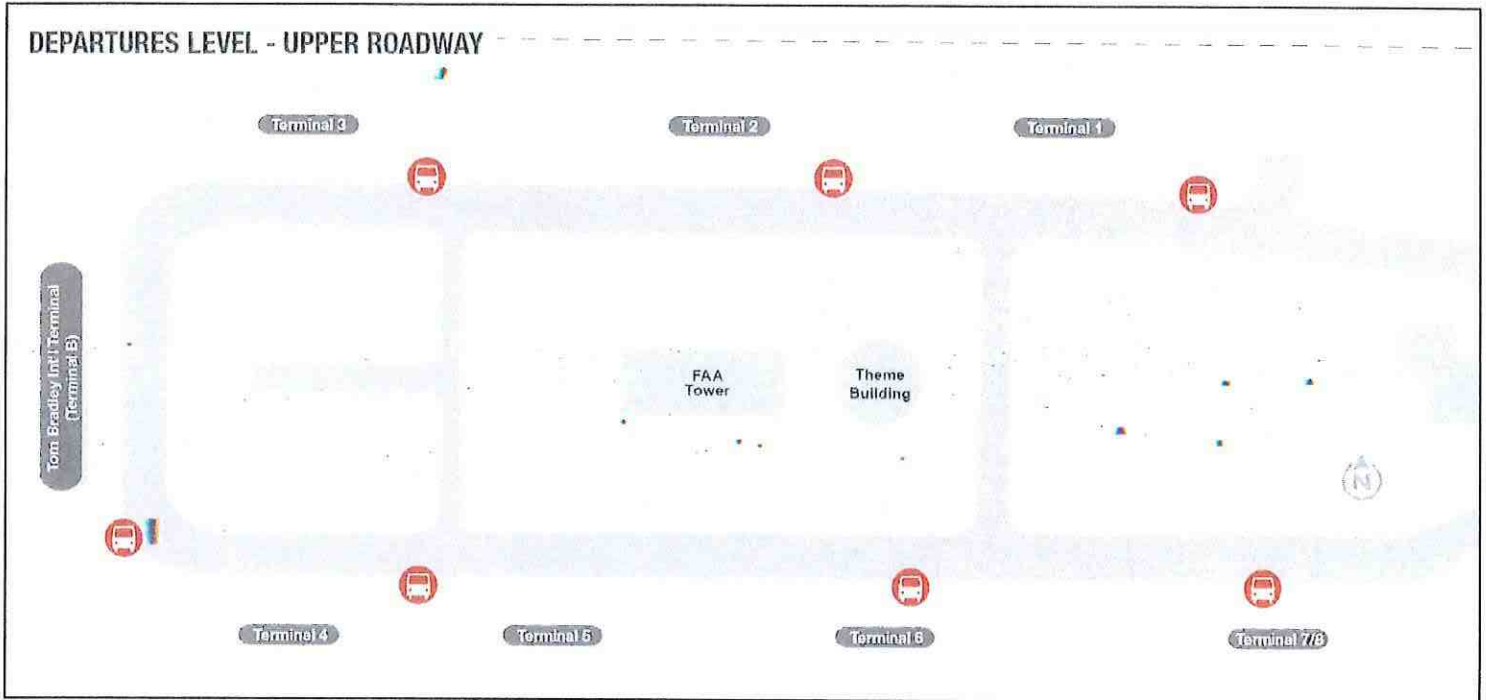 DEPARTURES LEVEL - UPPER ROADWAY
Terminal 3
Terminal 2
Terminal 1
Tom Bradley Int'l Terminal
(Terminal B)
FAA
Tower
Theme
Building
N
Terminal 4
Terminal 5
Terminal 6
Terminal 7/8